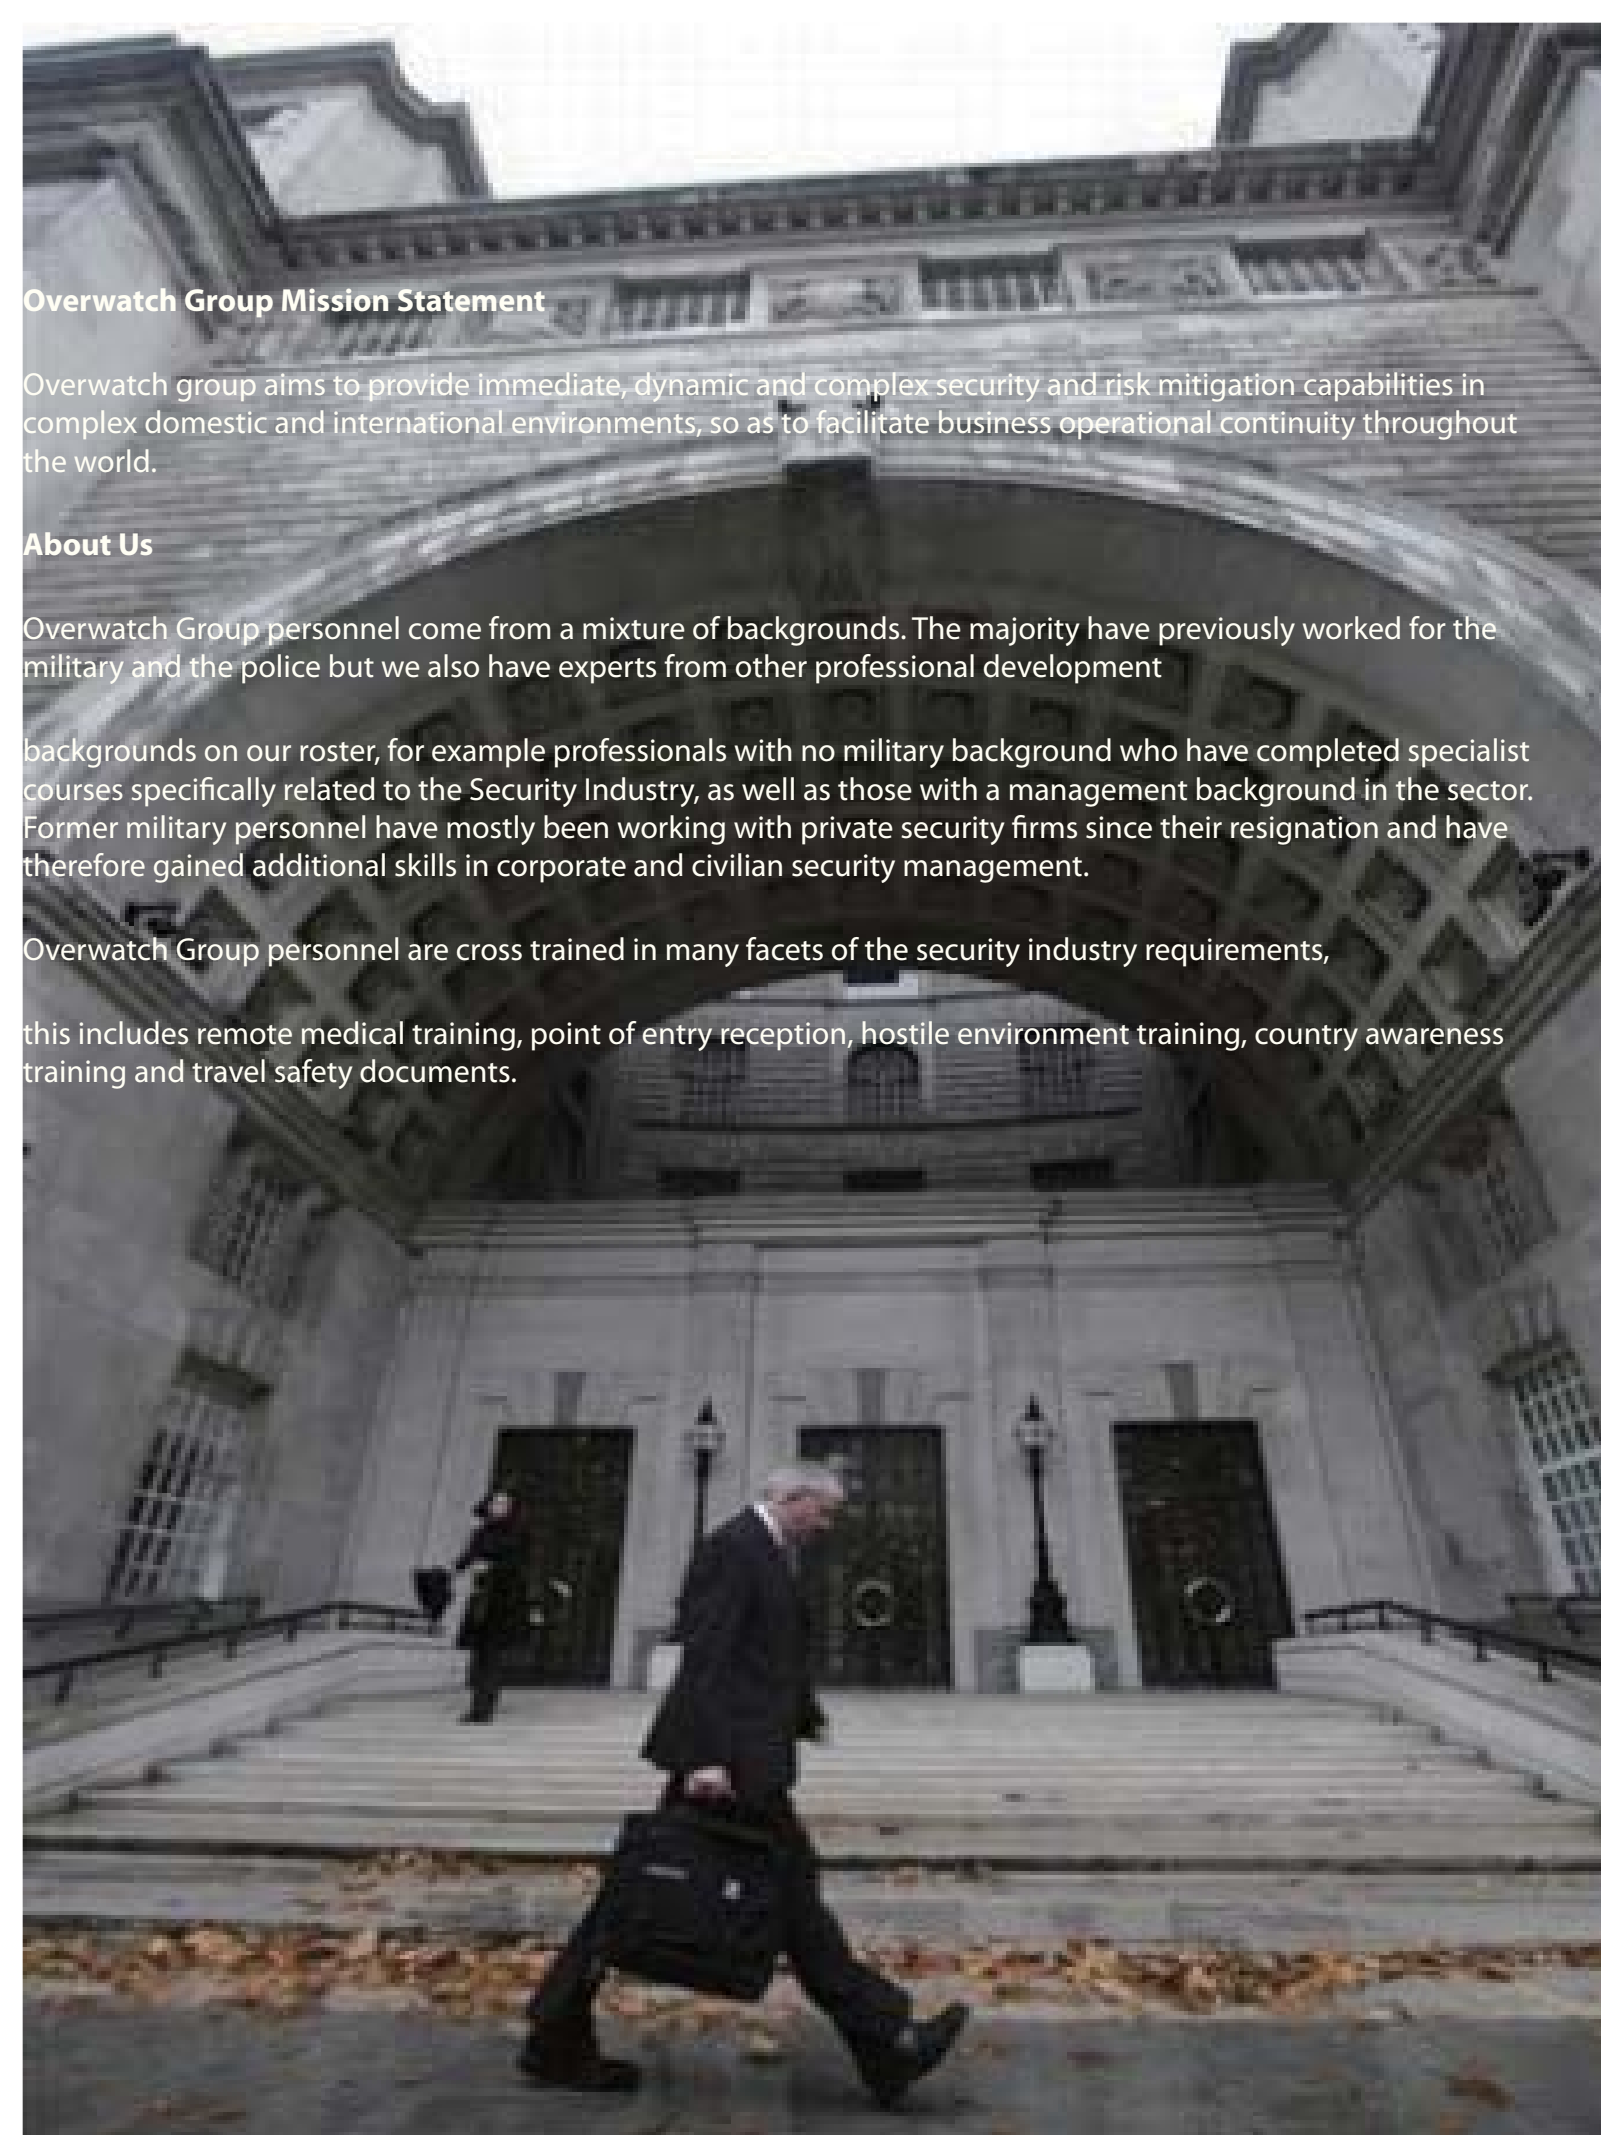 Overwatch Group Mission Statement
Overwatch group aims to provide immediate, dynamic and complex security and risk mitigation capabilities in
complex domestic and international environments, so as to facilitate business operational continuity throughout
the world.
About Us
Overwatch Group personnel come from a mixture of backgrounds. The majority have previously worked for the
military and the police but we also have experts from other professional development
backgrounds on our roster, for example professionals with no military background who have completed specialist
courses specifically related to the Security Industry, as well as those with a management background in the sector.
Former military personnel have mostly been working with private security firms since their resignation and have
therefore gained additional skills in corporate and civilian security management.
Overwatch Group personnel are cross trained in many facets of the security industry requirements,
this includes remote medical training, point of entry reception, hostile environment training, country awareness
training and travel safety documents.